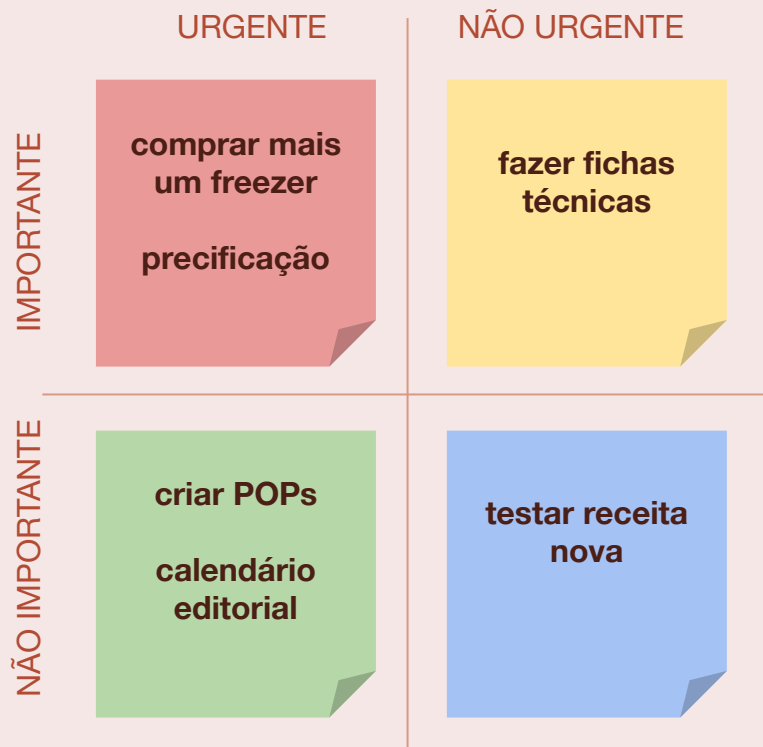 URGENTE
NÃO URGENTE
IMPORTANTE
comprar mais
um freezer
precificação
fazer fichas
técnicas
NÃO IMPORTANTE
criar POPs
calendário
editorial
testar receita
nova